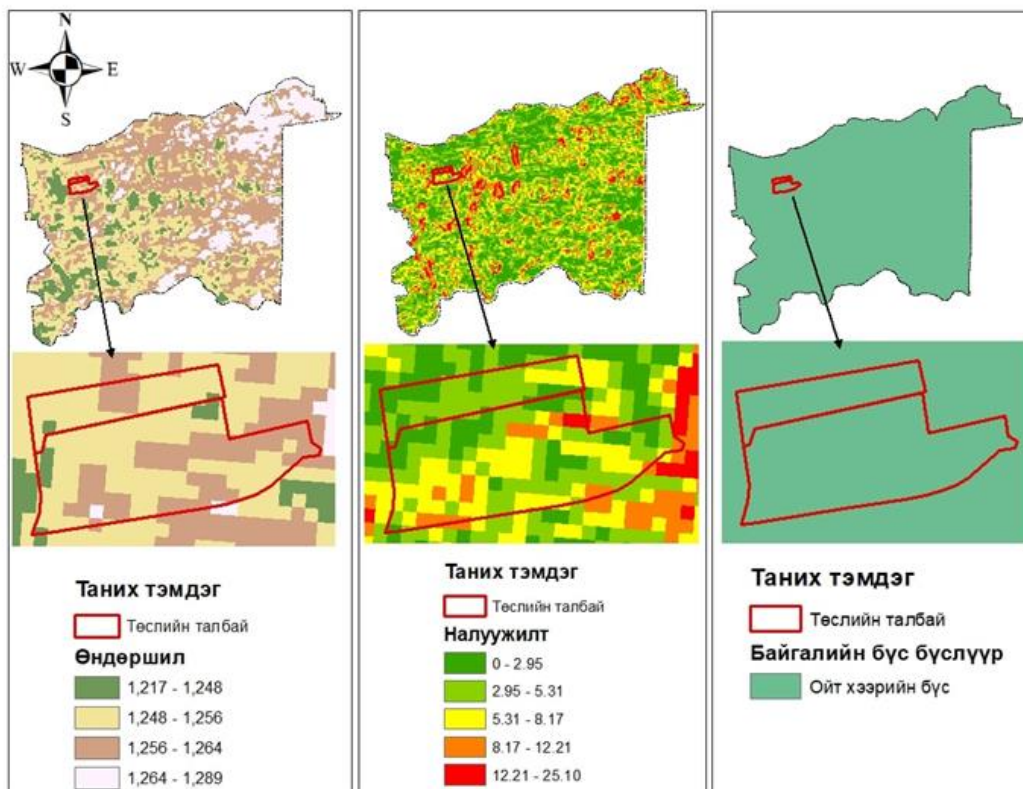 N
W E
S
Таних тэмдэг
Төслийн талбай
Өндөршил
1,217 - 1,248
1,248 - 1,256
1,256 - 1,264
1,264 - 1,289
Таних тэмдэг
Төслийн талбай
Налуужилт
0 - 2.95
2.95 - 5.31
5.31 - 8.17
8.17 - 12.21
12.21 - 25.10
Таних тэмдэг
Төслийн талбай
Байгалийн бүс бүслүүр
Ойт хээрийн бүс